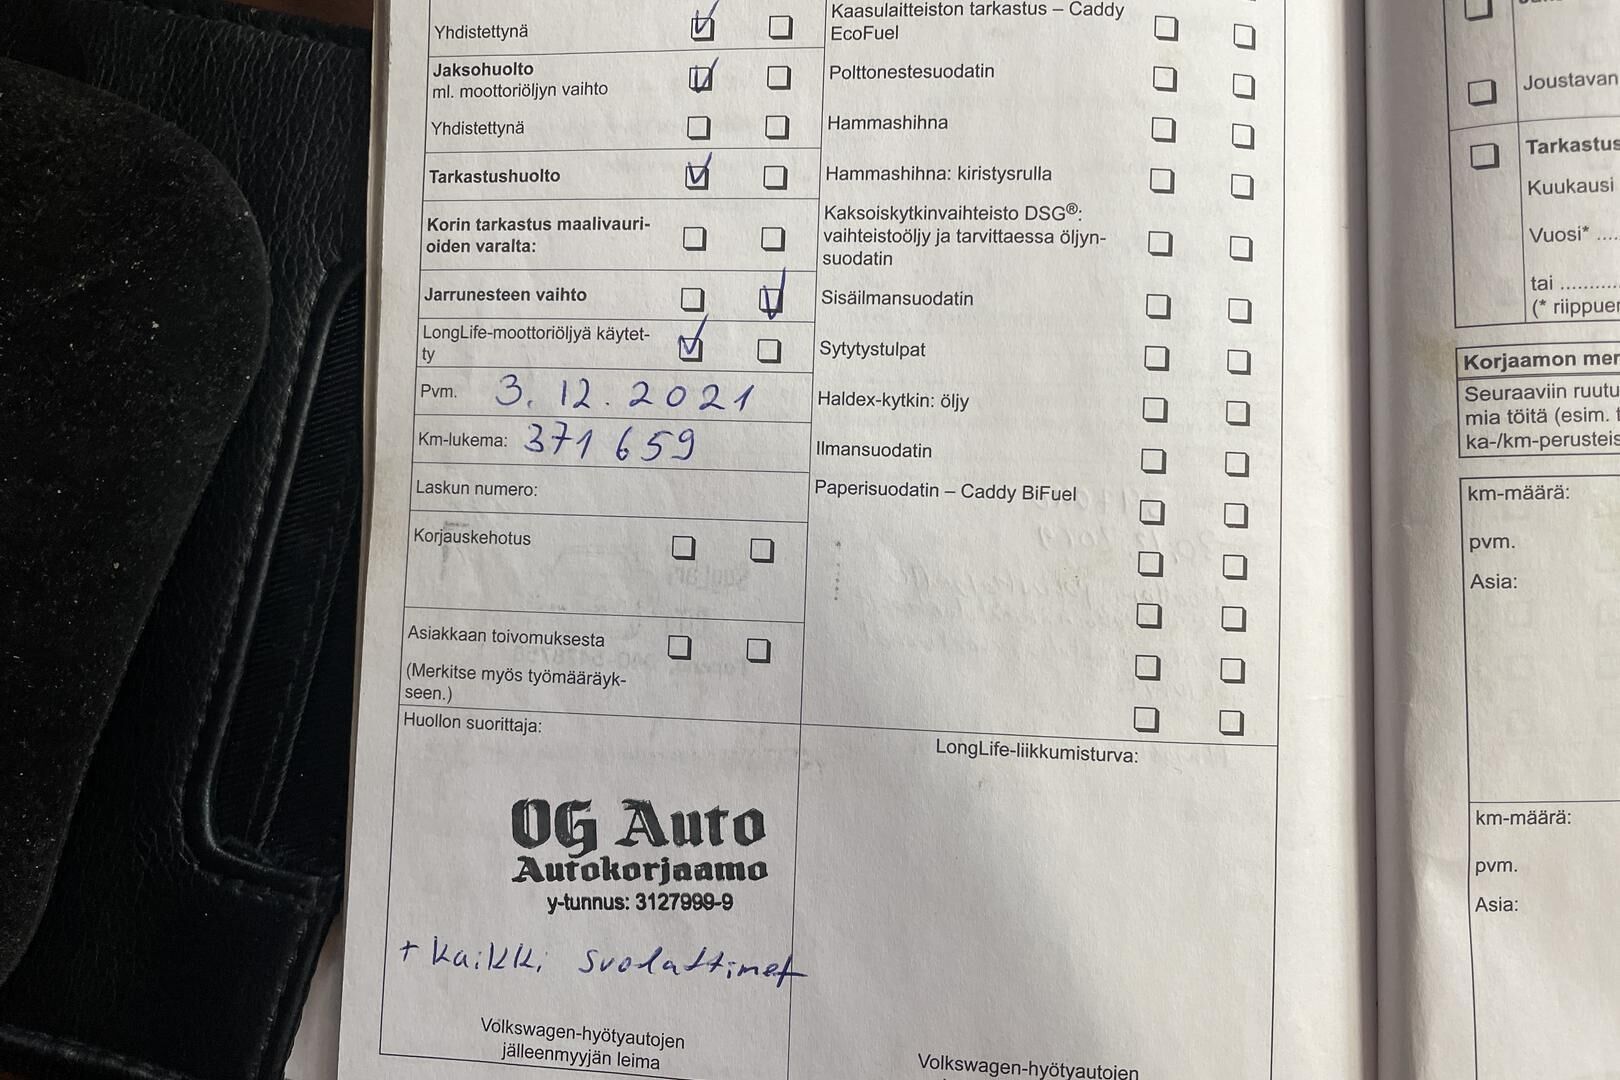 Yhdistettynä
Jaksohuolto
ml. moottoriöljyn vaihto
Yhdistettynä
Tarkastushuolto
Korin tarkastus maalivauri-
oiden varalta:
Jarrunesteen vaihto
LongLife-moottoriöljyä käytet-
ty
Pvm. 3. 12. 2021
Km-lukema: 371 659
Laskun numero:
Korjauskehotus
Asiakkaan toivomuksesta
(Merkitse myös työmääräyk-
seen.)
Huollon suorittaja:
OG Auto
Autokorjaamo
y-tunnus: 3127999-9
+ kaikki suolattimet
Volkswagen-hyötyautojen
jälleenmyyjän leima
Kaasulaitteiston tarkastus – Caddy
EcoFuel
Polttonestesuodatin
Hammashihna
Hammashihna: kiristysrulla
Kaksoiskytkinvaihteisto DSG®:
vaihteistoöljy ja tarvittaessa öljyn-
suodatin
Sisäilmansuodatin
Sytytystulpat
Haldex-kytkin: öljy
Ilmansuodatin
Paperisuodatin – Caddy BiFuel
LongLife-liikkumisturva:
Volkswagen-hyötyautojen
Joustavan
Tarkastus
Kuukausi
Vuosi* ....
tai ..........
(* riippuen
Korjaamon mer
Seuraaviin ruutu
mia töitä (esim. t
ka-/km-perusteis
km-määrä:
pvm.
Asia:
km-määrä:
pvm.
Asia: